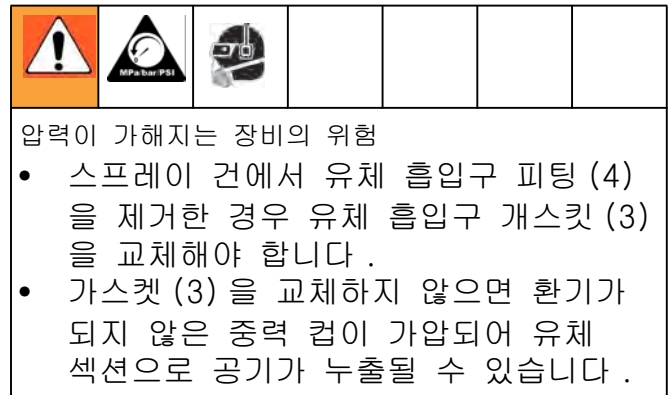 MPa/bar/PSI
압력이 가해지는 장비의 위험
• 스프레이 건에서 유체 흡입구 피팅 (4)
을 제거한 경우 유체 흡입구 개스킷 (3)
을 교체해야 합니다 .
• 가스켓 (3) 을 교체하지 않으면 환기가
되지 않은 중력 컵이 가압되어 유체
섹션으로 공기가 누출될 수 있습니다 .